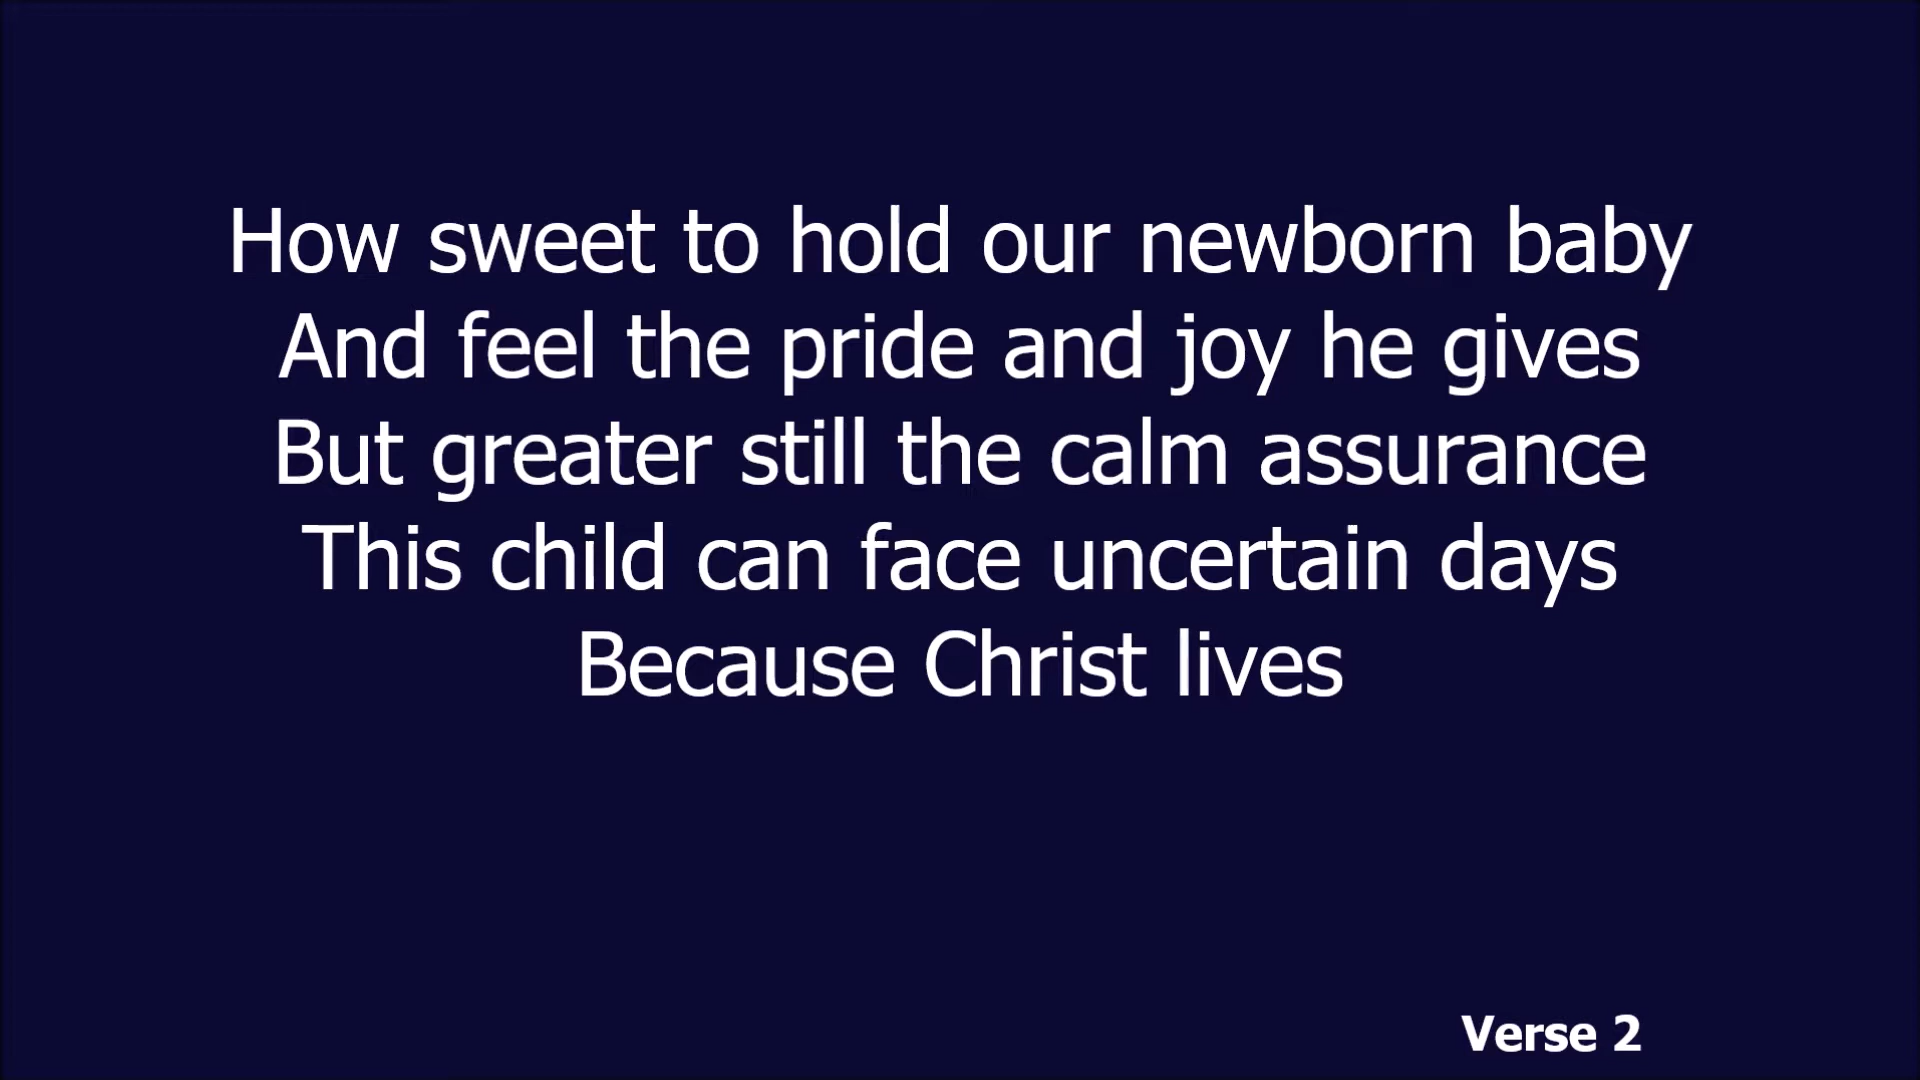 How sweet to hold our newborn baby
And feel the pride and joy he gives
But greater still the calm assurance
This child can face uncertain days
Because Christ lives
Verse 2